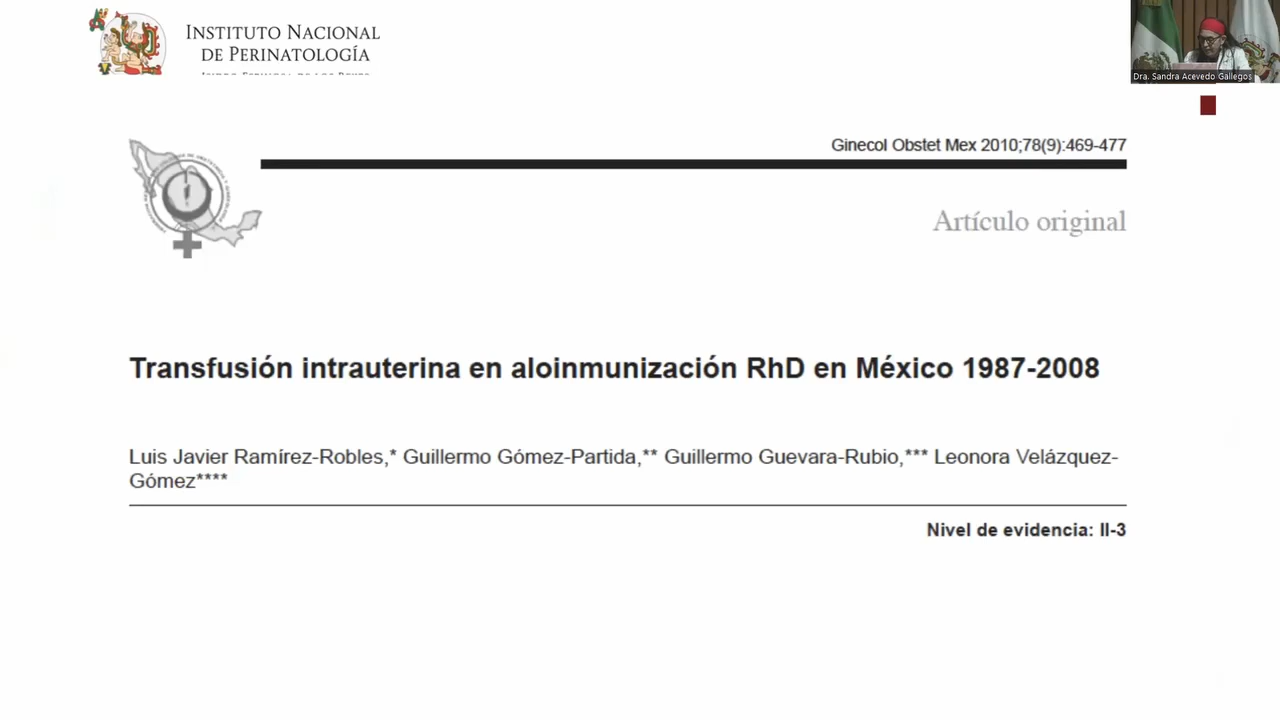 INSTITUTO NACIONAL
DE PERINATOLOGÍA
Dra. Sandra Acevedo Gallegos
Ginecol Obstet Mex 2010;78(9):469-477
Artículo original
Transfusión intrauterina en aloinmunización RhD en México 1987-2008
Luis Javier Ramírez-Robles,* Guillermo Gómez-Partida,** Guillermo Guevara-Rubio,*** Leonora Velázquez-
Gómez****
Nivel de evidencia: II-3